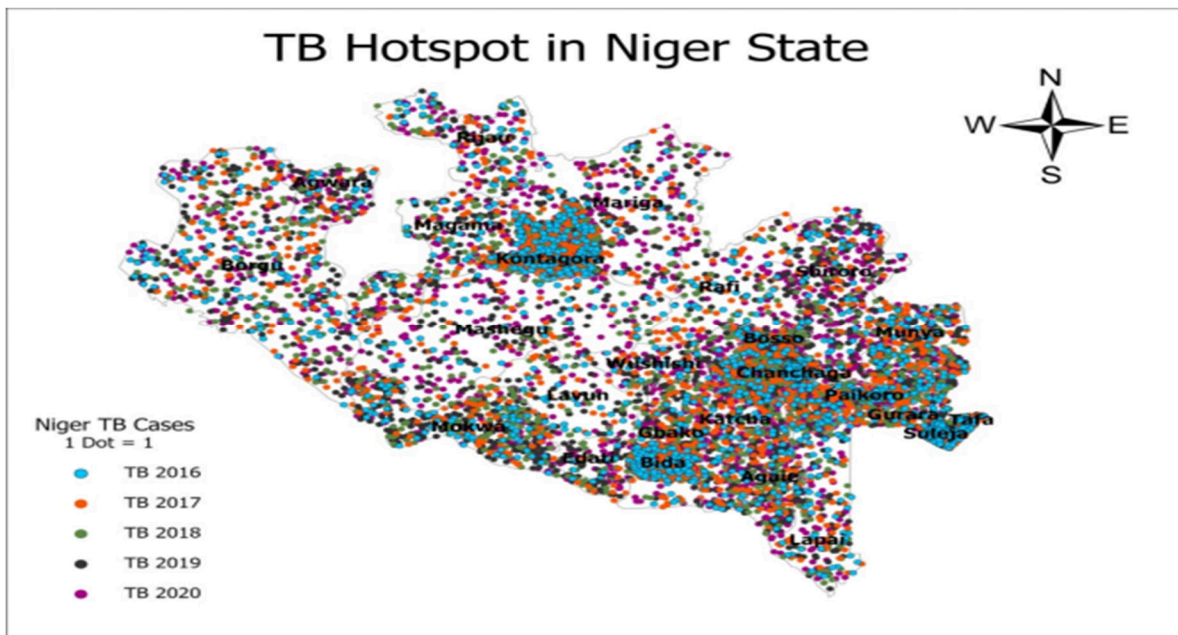 TB Hotspot in Niger State
N
W
E
S
Rijau
Agwara
Mariga
Magama
Kontagora
Borgu
Shiroro
Rafi
Mashegu
Bosso
Munya
Wushishi
Chanchaga
Lavun
Paikoro
Mokwa
Katcha
Gurara
Tafa
Gbako
Suleja
Edati
Bida
Agaie
Lapai
Niger TB Cases
1 Dot = 1
TB 2016
TB 2017
TB 2018
TB 2019
TB 2020